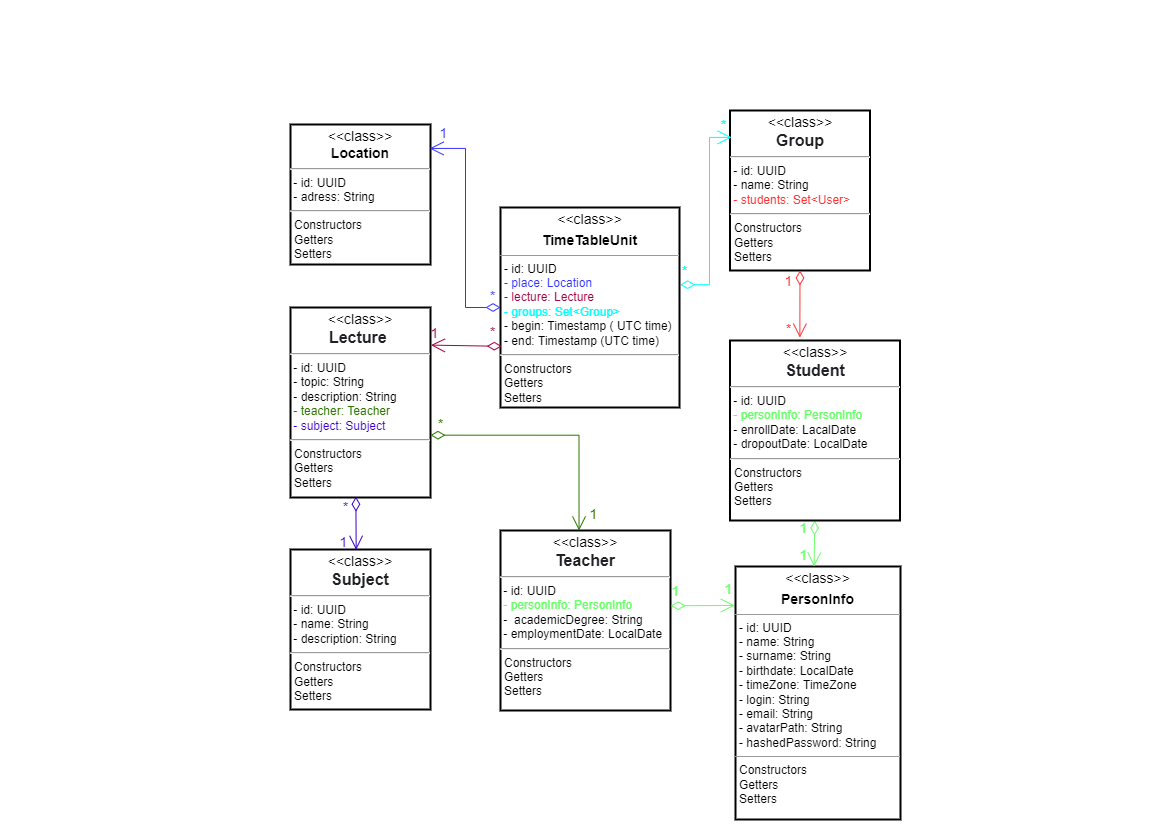 <<class>>
Location
- id: UUID
- adress: String
Constructors
Getters
Setters
1
*
<<class>>
TimeTableUnit
- id: UUID
- place: Location
- lecture: Lecture
- groups: Set<Group>
- begin: Timestamp ( UTC time)
- end: Timestamp (UTC time)
Constructors
Getters
Setters
*
*
<<class>>
Group
- id: UUID
- name: String
- students: Set<User>
Constructors
Getters
Setters
1
*
<<class>>
Lecture
- id: UUID
- topic: String
- description: String
- teacher: Teacher
- subject: Subject
Constructors
Getters
Setters
1
*
*
1
*
1
<<class>>
Student
- id: UUID
- personInfo: PersonInfo
- enrollDate: LacalDate
- dropoutDate: LocalDate
Constructors
Getters
Setters
1
1
<<class>>
Subject
- id: UUID
- name: String
- description: String
Constructors
Getters
Setters
<<class>>
Teacher
- id: UUID
- personInfo: PersonInfo
- academicDegree: String
- employmentDate: LocalDate
Constructors
Getters
Setters
1
1
<<class>>
PersonInfo
- id: UUID
- name: String
- surname: String
- birthdate: LocalDate
- timeZone: TimeZone
- login: String
- email: String
- avatarPath: String
- hashedPassword: String
Constructors
Getters
Setters